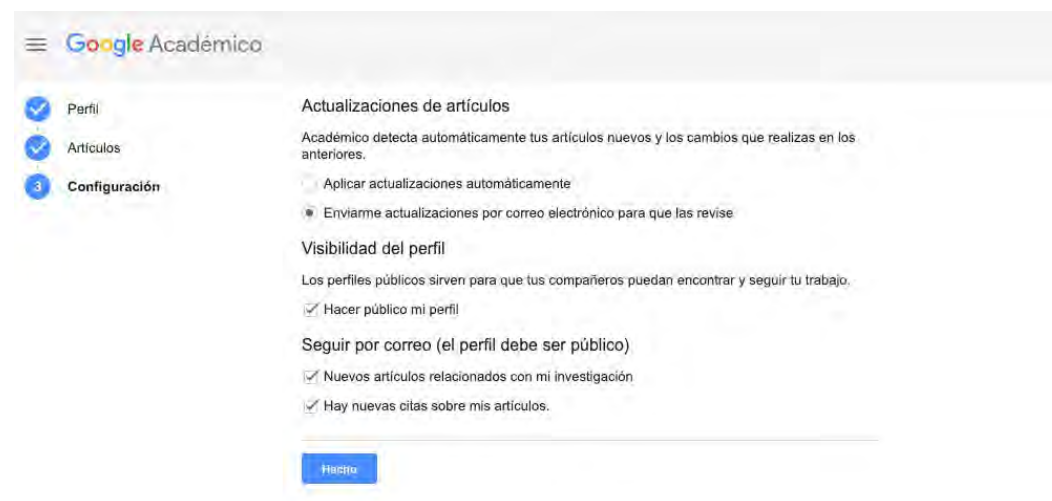 Google Académico
Perfil
Artículos
3 Configuración
Actualizaciones de artículos
Académico detecta automáticamente tus artículos nuevos y los cambios que realizas en los
anteriores.
Aplicar actualizaciones automáticamente
Enviarme actualizaciones por correo electrónico para que las revise
Visibilidad del perfil
Los perfiles públicos sirven para que tus compañeros puedan encontrar y seguir tu trabajo.
Hacer público mi perfil
Seguir por correo (el perfil debe ser público)
Nuevos artículos relacionados con mi investigación
Hay nuevas citas sobre mis artículos.
Hecho